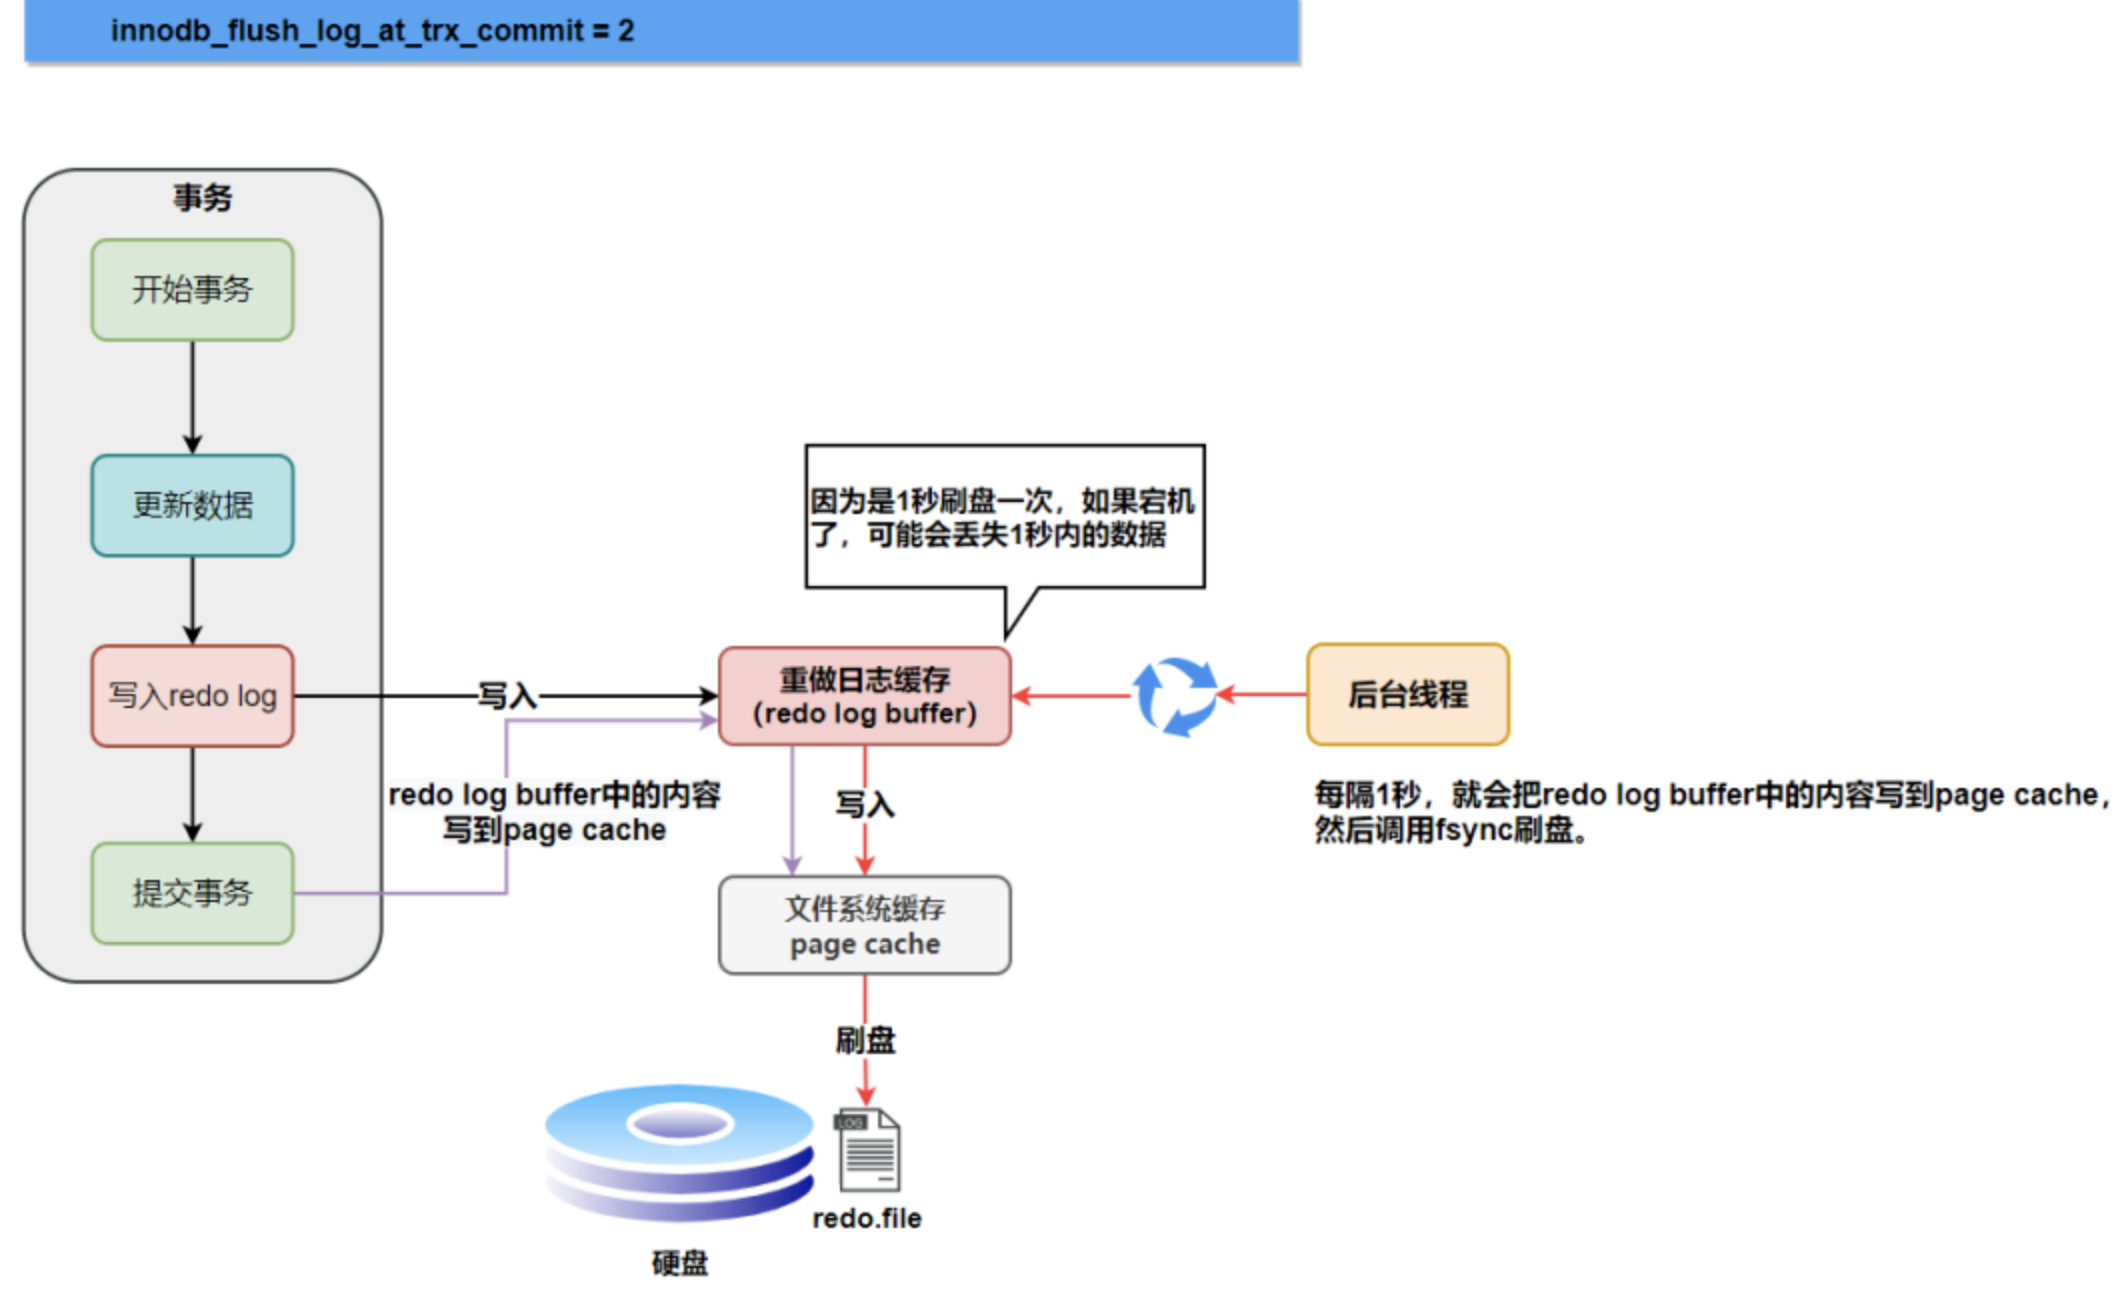 innodb_flush_log_at_trx_commit = 2
事务
开始事务
更新数据
写入redo log
提交事务
写入
redo log buffer中的内容
写到page cache
因为是1秒刷盘一次，如果宕机
了，可能会丢失1秒内的数据
重做日志缓存
（redo log buffer）
后台线程
每隔1秒，就会把redo log buffer中的内容写到page cache，
然后调用fsync刷盘。
写入
文件系统缓存
page cache
刷盘
LOG
redo.file
硬盘